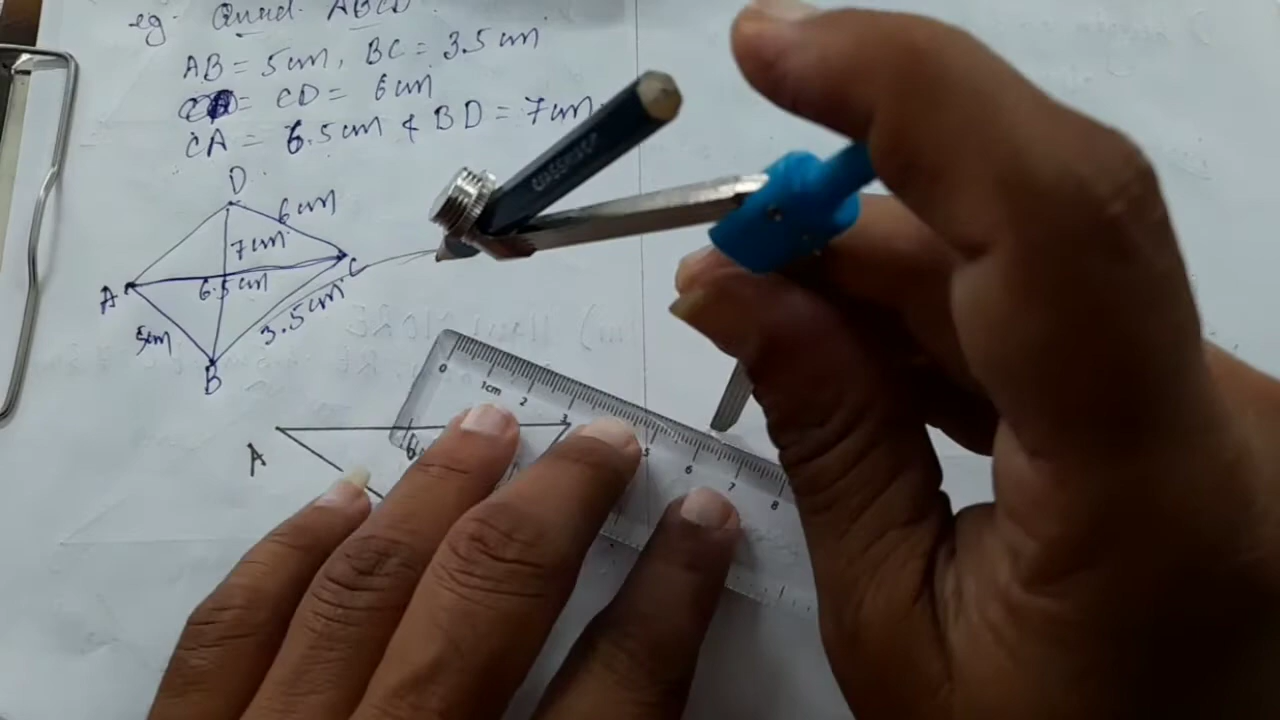 eg. Quad. ABCD.
AB = 5cm, BC = 3.5cm
= CD = 6cm
CA = 6.5cm & BD = 7cm
D
6cm
7cm
C
6.5cm
A
3.5cm
5cm
B
0 1cm 2 3 5 6 7 8
A
CLASSMATE